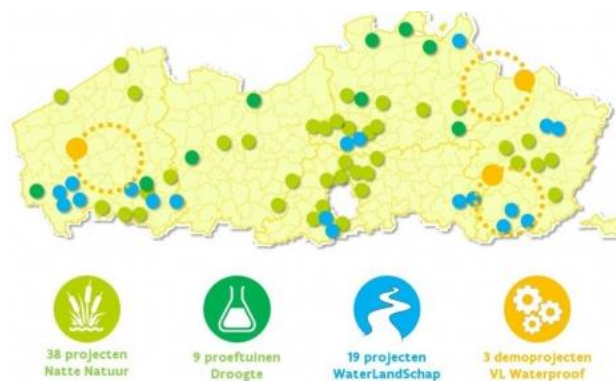 38 projecten
Natte Natuur
9 proeftuinen
Droogte
19 projecten
WaterLandSchap
3 demoprojecten
VL Waterproof